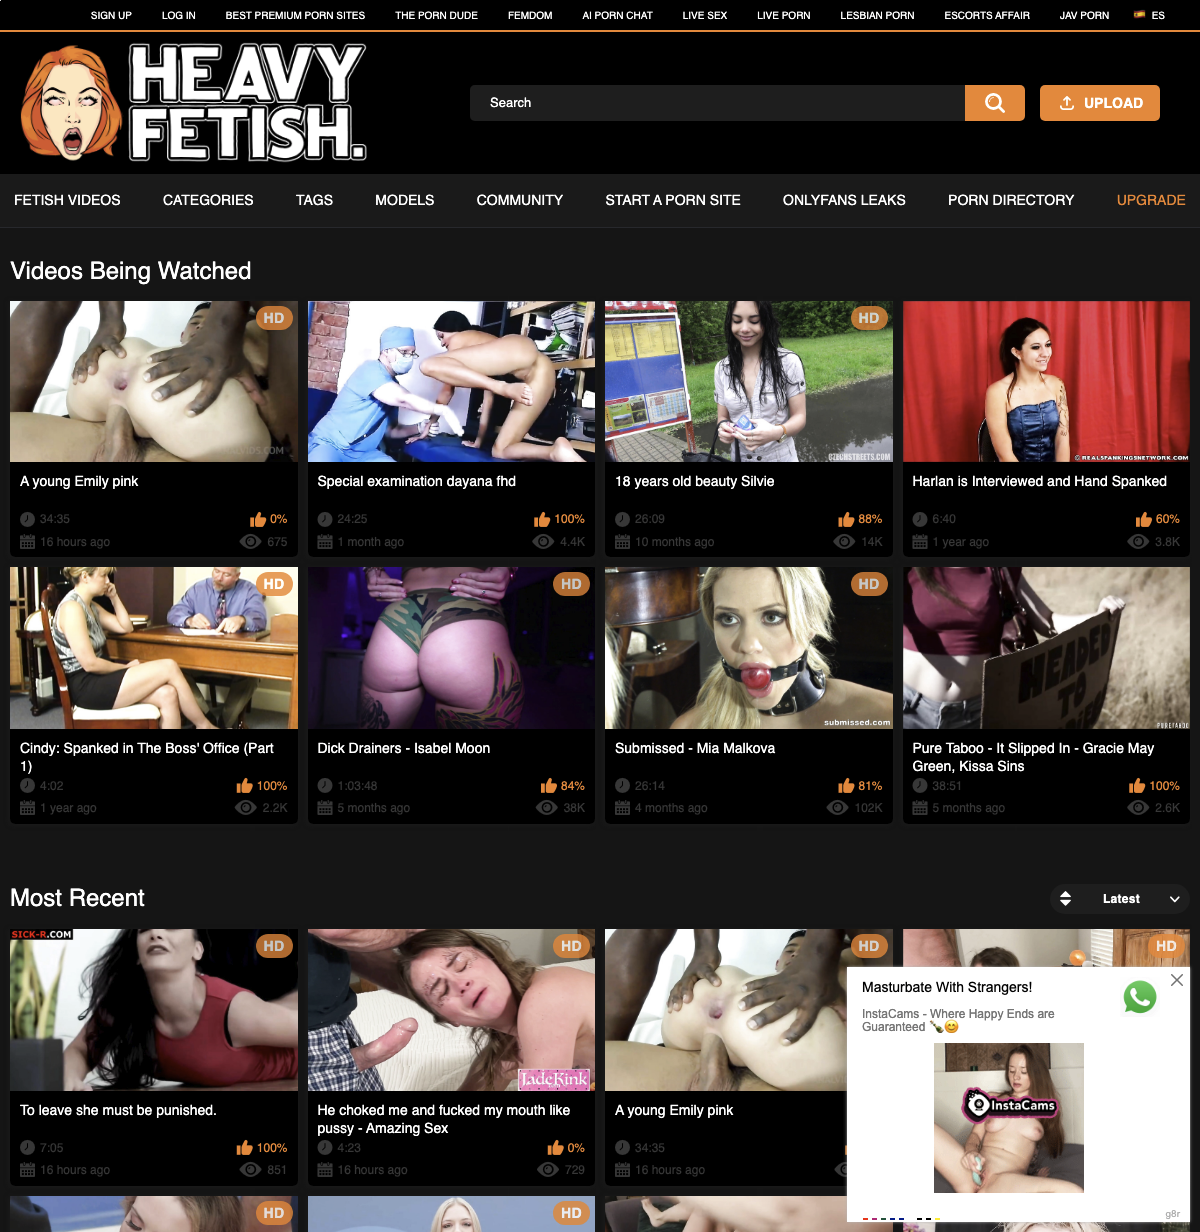 SIGN UP LOG IN BEST PREMIUM PORN SITES THE PORN DUDE FEMDOM AI PORN CHAT LIVE SEX LIVE PORN LESBIAN PORN ESCORTS AFFAIR JAV PORN ES
HEAVY
FETISH.
Search
UPLOAD
FETISH VIDEOS CATEGORIES TAGS MODELS COMMUNITY START A PORN SITE ONLYFANS LEAKS PORN DIRECTORY UPGRADE
Videos Being Watched
HD
A young Emily pink
34:35 0%
16 hours ago 675
Special examination dayana fhd
24:25 100%
1 month ago 4.4K
HD
CZECHSTREETS.COM
18 years old beauty Silvie
26:09 88%
10 months ago 14K
© REALSPANKINGSNETWORK.COM
Harlan is Interviewed and Hand Spanked
6:40 60%
1 year ago 3.8K
HD
Cindy: Spanked in The Boss' Office (Part
1)
4:02 100%
1 year ago 2.2K
HD
Dick Drainers - Isabel Moon
1:03:48 84%
5 months ago 38K
HD
submissed.com
Submissed - Mia Malkova
26:14 81%
4 months ago 102K
HEADED
TO
Pure Taboo - It Slipped In - Gracie May
Green, Kissa Sins
38:51 100%
5 months ago 2.6K
Most Recent
Latest
SICK-R.COM
HD
To leave she must be punished.
7:05 100%
16 hours ago 851
HD
JadeKink
He choked me and fucked my mouth like
pussy - Amazing Sex
4:23 0%
16 hours ago 729
HD
A young Emily pink
34:35
16 hours ago
HD
Masturbate With Strangers!
InstaCams - Where Happy Ends are
Guaranteed 🍾😊
InstaCams
g8r
HD
HD